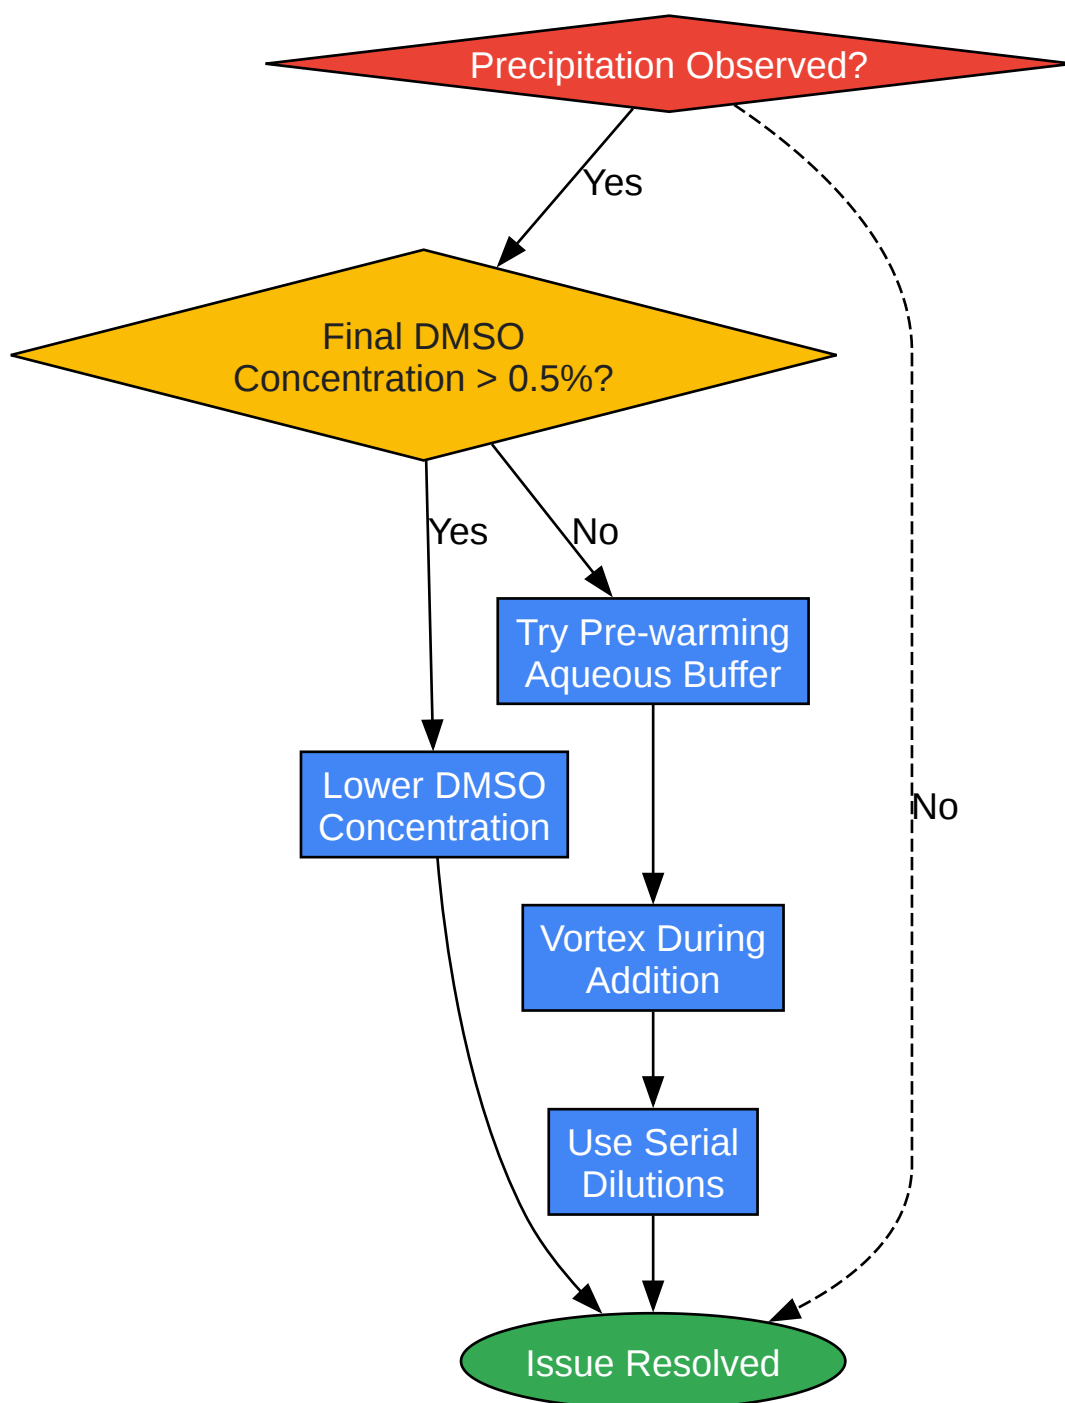 Precipitation Observed?
Yes
Final DMSO
Concentration > 0.5%?
Yes
No
Try Pre-warming
Aqueous Buffer
Lower DMSO
Concentration
No
Vortex During
Addition
Use Serial
Dilutions
Issue Resolved